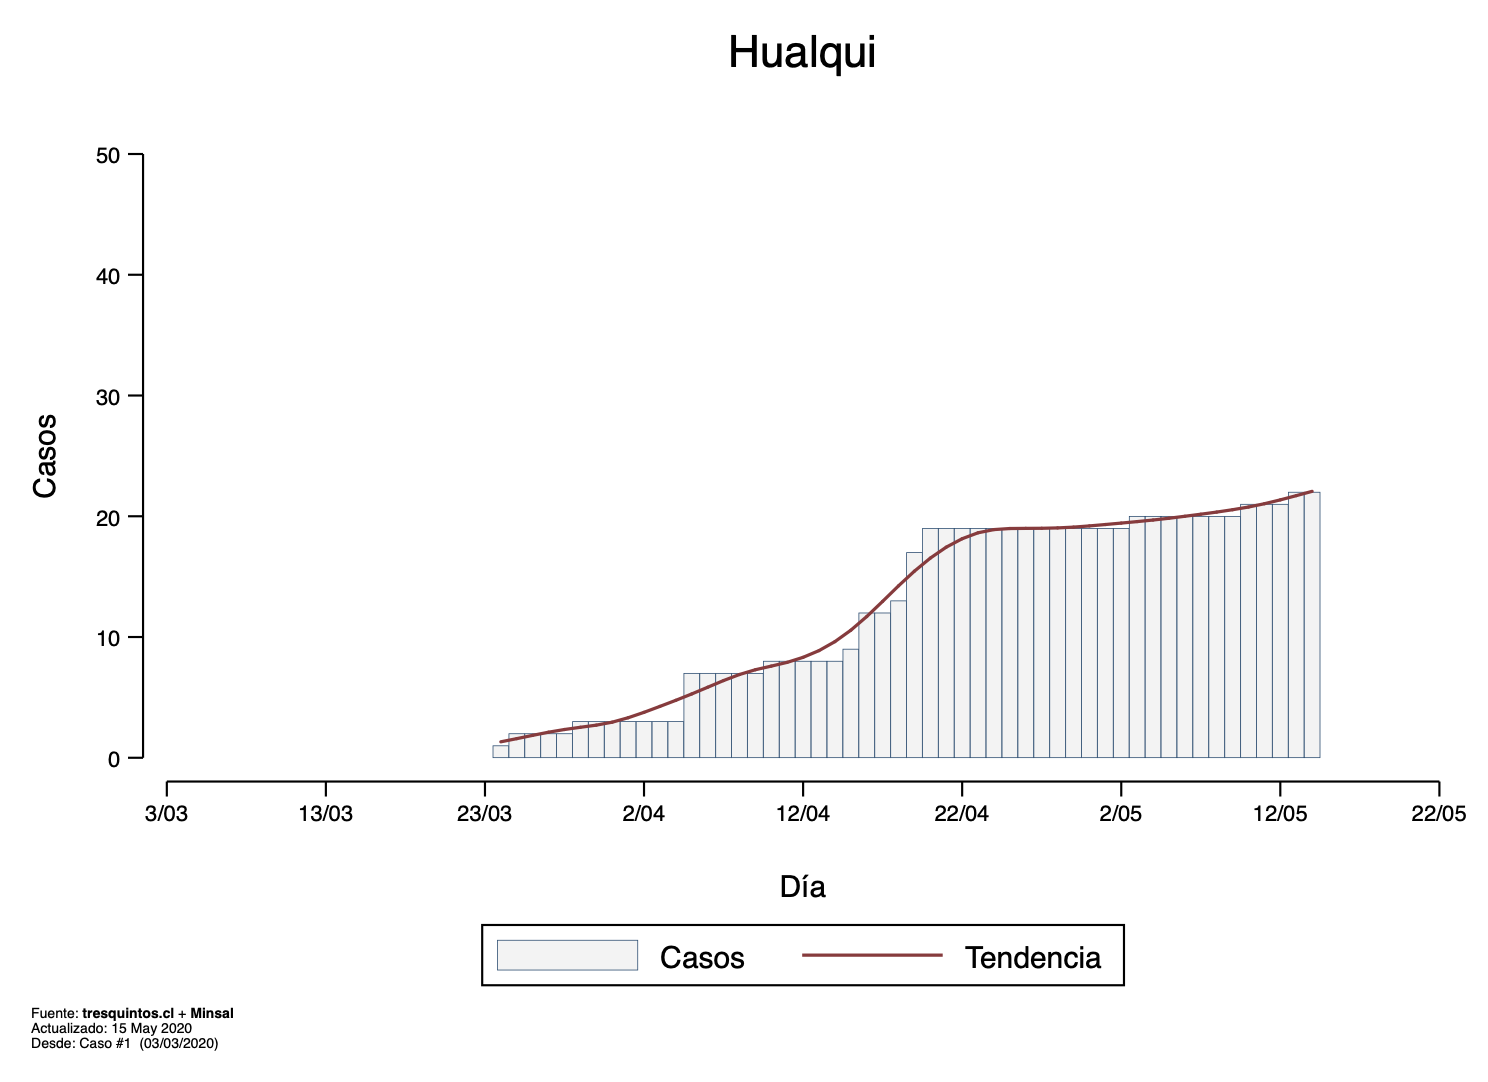 Hualqui
50
40
30
20
10
0
Casos
3/03 13/03 23/03 2/04 12/04 22/04 2/05 12/05 22/05
Día
Casos Tendencia
Fuente: tresquintos.cl + Minsal
Actualizado: 15 May 2020
Desde: Caso #1 (03/03/2020)